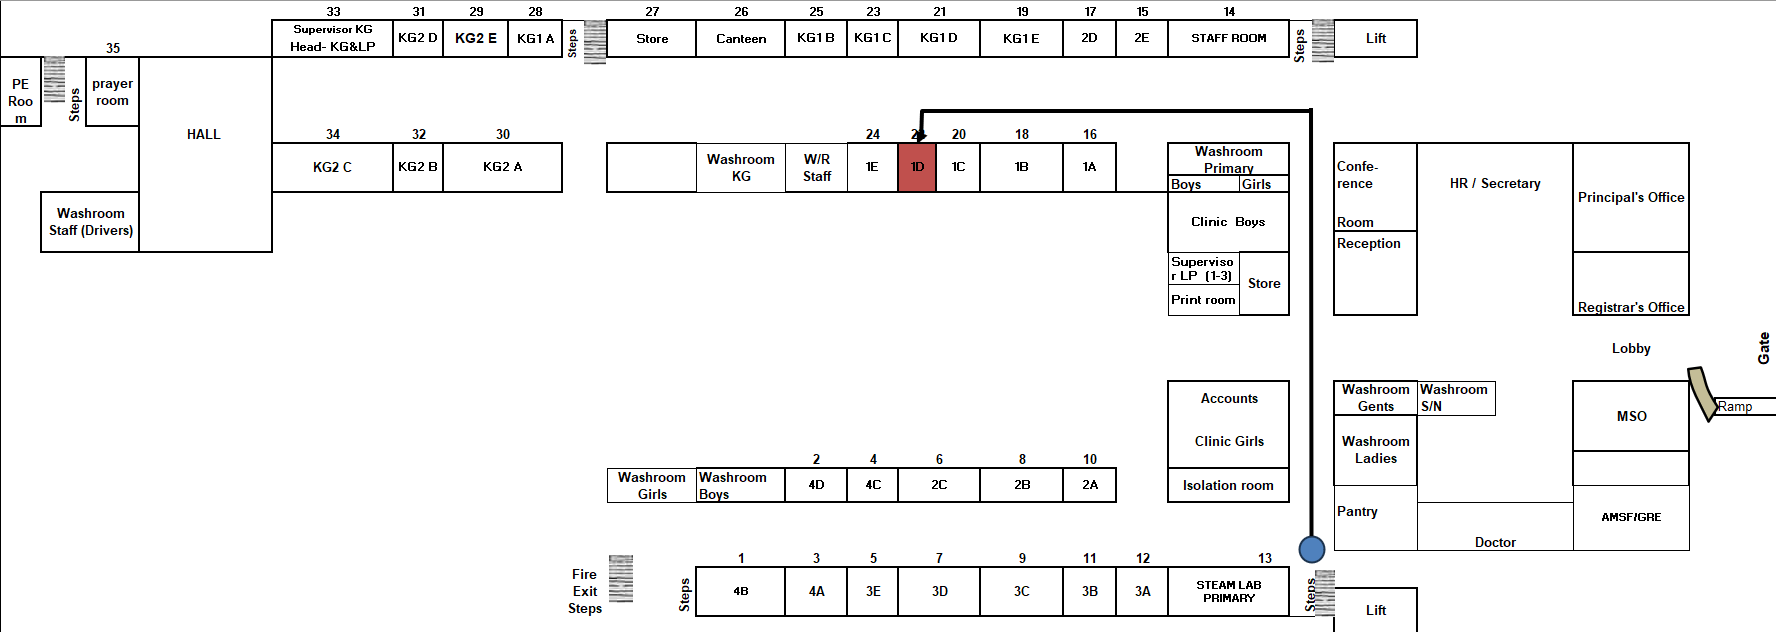 33 31 29 28 27 26 25 23 21 19 17 15 14
Supervisor KG
Head- KG&LP
KG2 D
KG2 E
KG1 A
Steps
Store
Canteen
KG1 B
KG1 C
KG1 D
KG1 E
2D
2E
STAFF ROOM
Steps
Lift
35
PE
Roo
m
Steps
prayer
room
HALL
34 32 30 24 20 18 16
KG2 C
KG2 B
KG2 A
Washroom
KG
W/R
Staff
1E
1D
1C
1B
1A
Washroom
Primary
Boys
Girls
Clinic Boys
Superviso
r LP (1-3)
Print room
Store
Confe-
rence
Room
Reception
HR / Secretary
Principal's Office
Registrar's Office
Washroom
Staff (Drivers)
Lobby
Gate
Ramp
Accounts
Clinic Girls
Isolation room
Washroom
Gents
Washroom
S/N
Washroom
Ladies
MSO
Pantry
Doctor
AMSF/GRE
2 4 6 8 10
Washroom
Girls
Washroom
Boys
4D
4C
2C
2B
2A
1 3 5 7 9 11 12 13
Fire
Exit
Steps
Steps
4B
4A
3E
3D
3C
3B
3A
STEAM LAB
PRIMARY
Steps
Lift